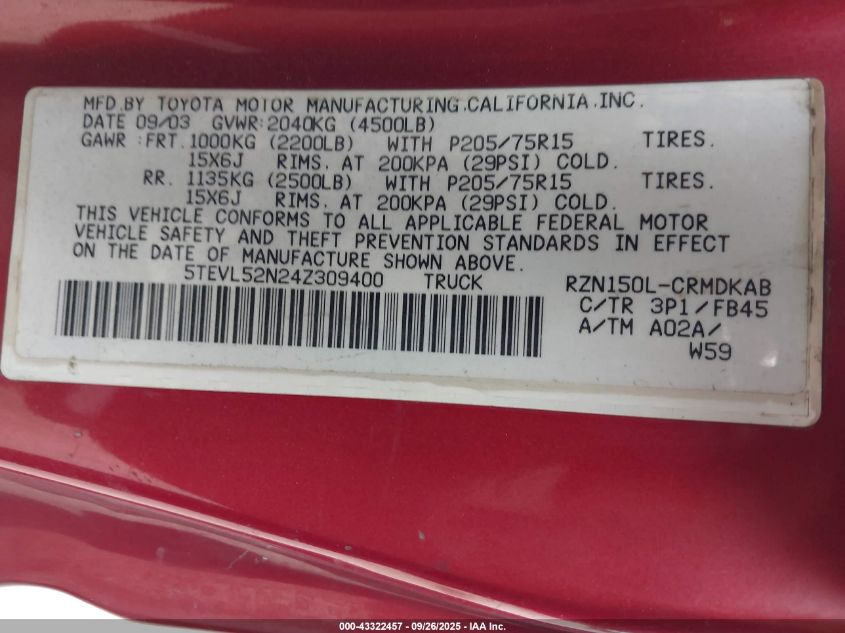 MFD.BY TOYOTA MOTOR MANUFACTURING.CALIFORNIA.INC.
DATE 09/03 GVWR:2040KG (4500LB)
GAWR :FRT.1000KG (2200LB) WITH P205/75R15 TIRES.
15X6J RIMS. AT 200KPA (29PSI) COLD.
RR. 1135KG (2500LB) WITH P205/75R15 TIRES.
15X6J RIMS. AT 200KPA (29PSI) COLD.
THIS VEHICLE CONFORMS TO ALL APPLICABLE FEDERAL MOTOR
VEHICLE SAFETY AND THEFT PREVENTION STANDARDS IN EFFECT
ON THE DATE OF MANUFACTURE SHOWN ABOVE.
5TEVL52N24Z309400 TRUCK RZN150L-CRMDKAB
C/TR 3P1/FB45
A/TM A02A/
W59
000-43322457 - 09/26/2025 - IAA Inc.